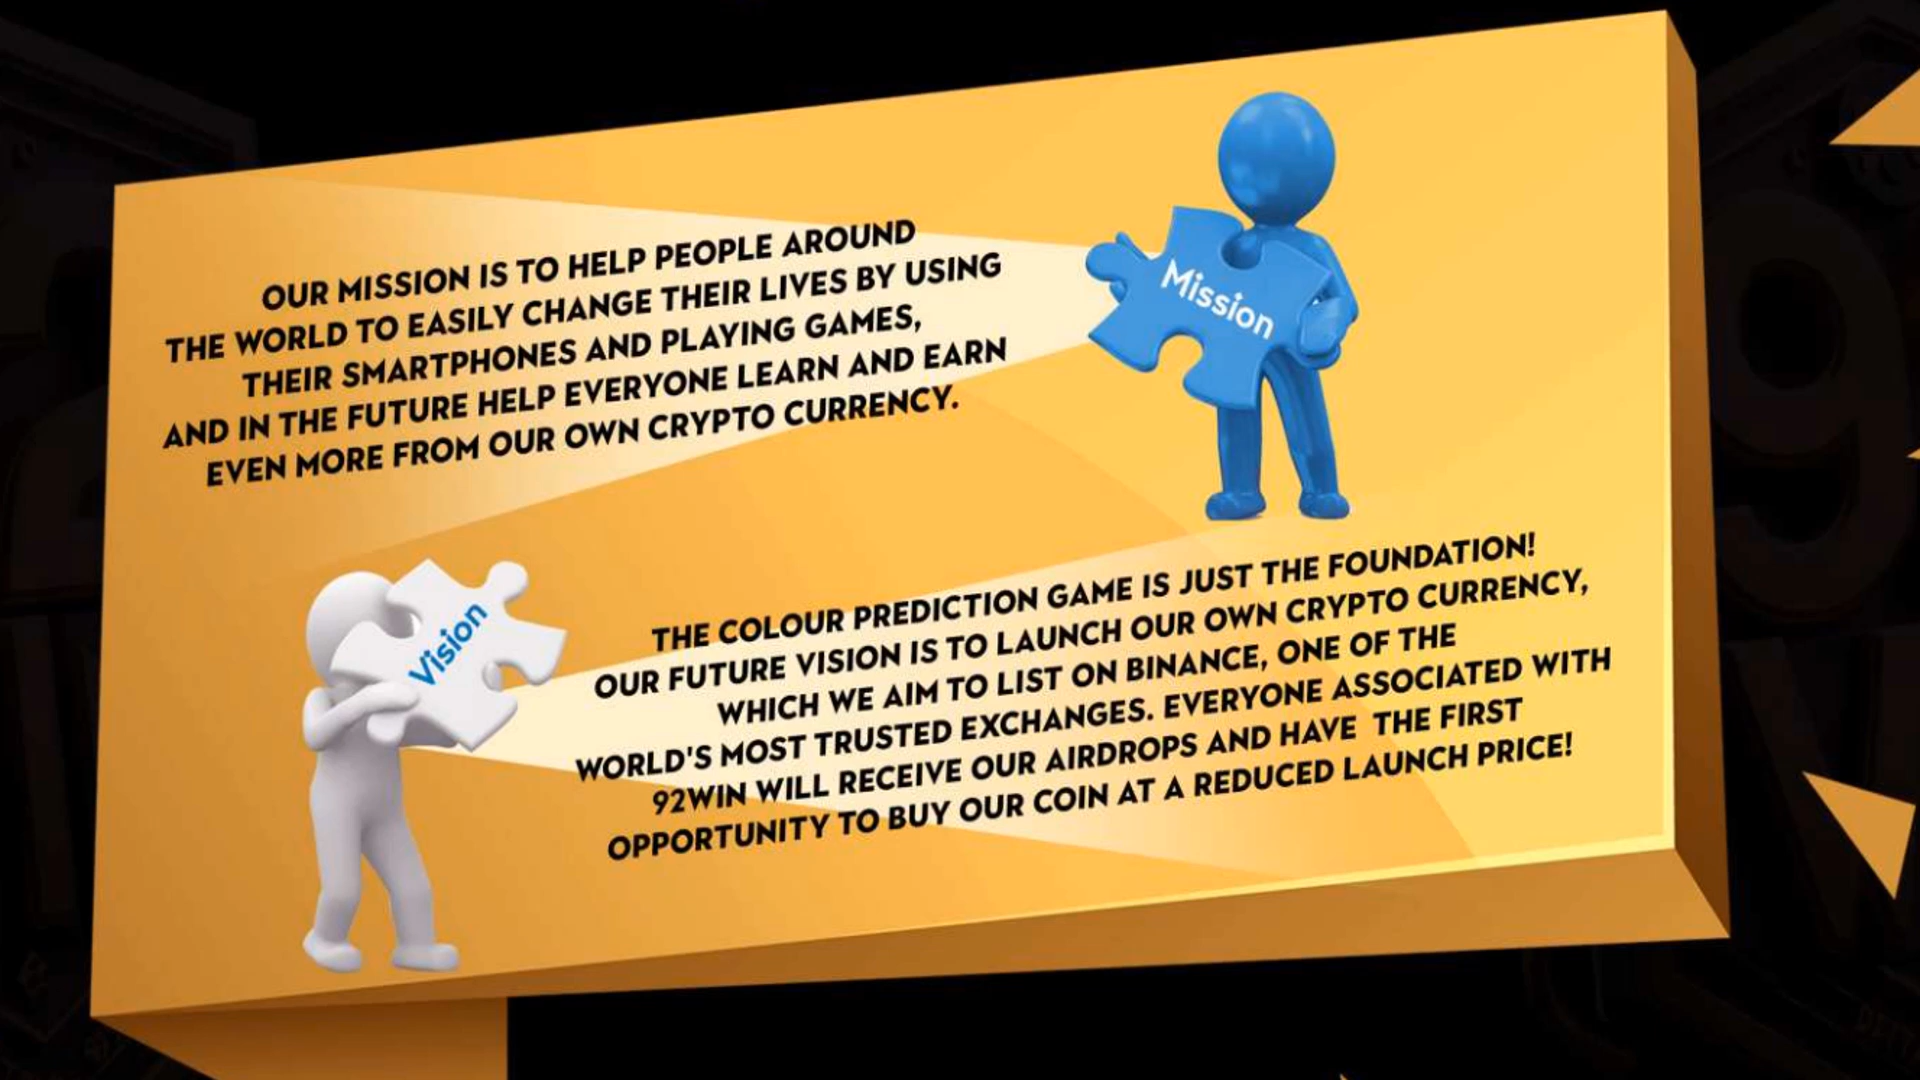 OUR MISSION IS TO HELP PEOPLE AROUND
THE WORLD TO EASILY CHANGE THEIR LIVES BY USING
THEIR SMARTPHONES AND PLAYING GAMES,
AND IN THE FUTURE HELP EVERYONE LEARN AND EARN
EVEN MORE FROM OUR OWN CRYPTO CURRENCY.
Mission
Vision
THE COLOUR PREDICTION GAME IS JUST THE FOUNDATION!
OUR FUTURE VISION IS TO LAUNCH OUR OWN CRYPTO CURRENCY,
WHICH WE AIM TO LIST ON BINANCE, ONE OF THE
WORLD'S MOST TRUSTED EXCHANGES. EVERYONE ASSOCIATED WITH
92WIN WILL RECEIVE OUR AIRDROPS AND HAVE THE FIRST
OPPORTUNITY TO BUY OUR COIN AT A REDUCED LAUNCH PRICE!